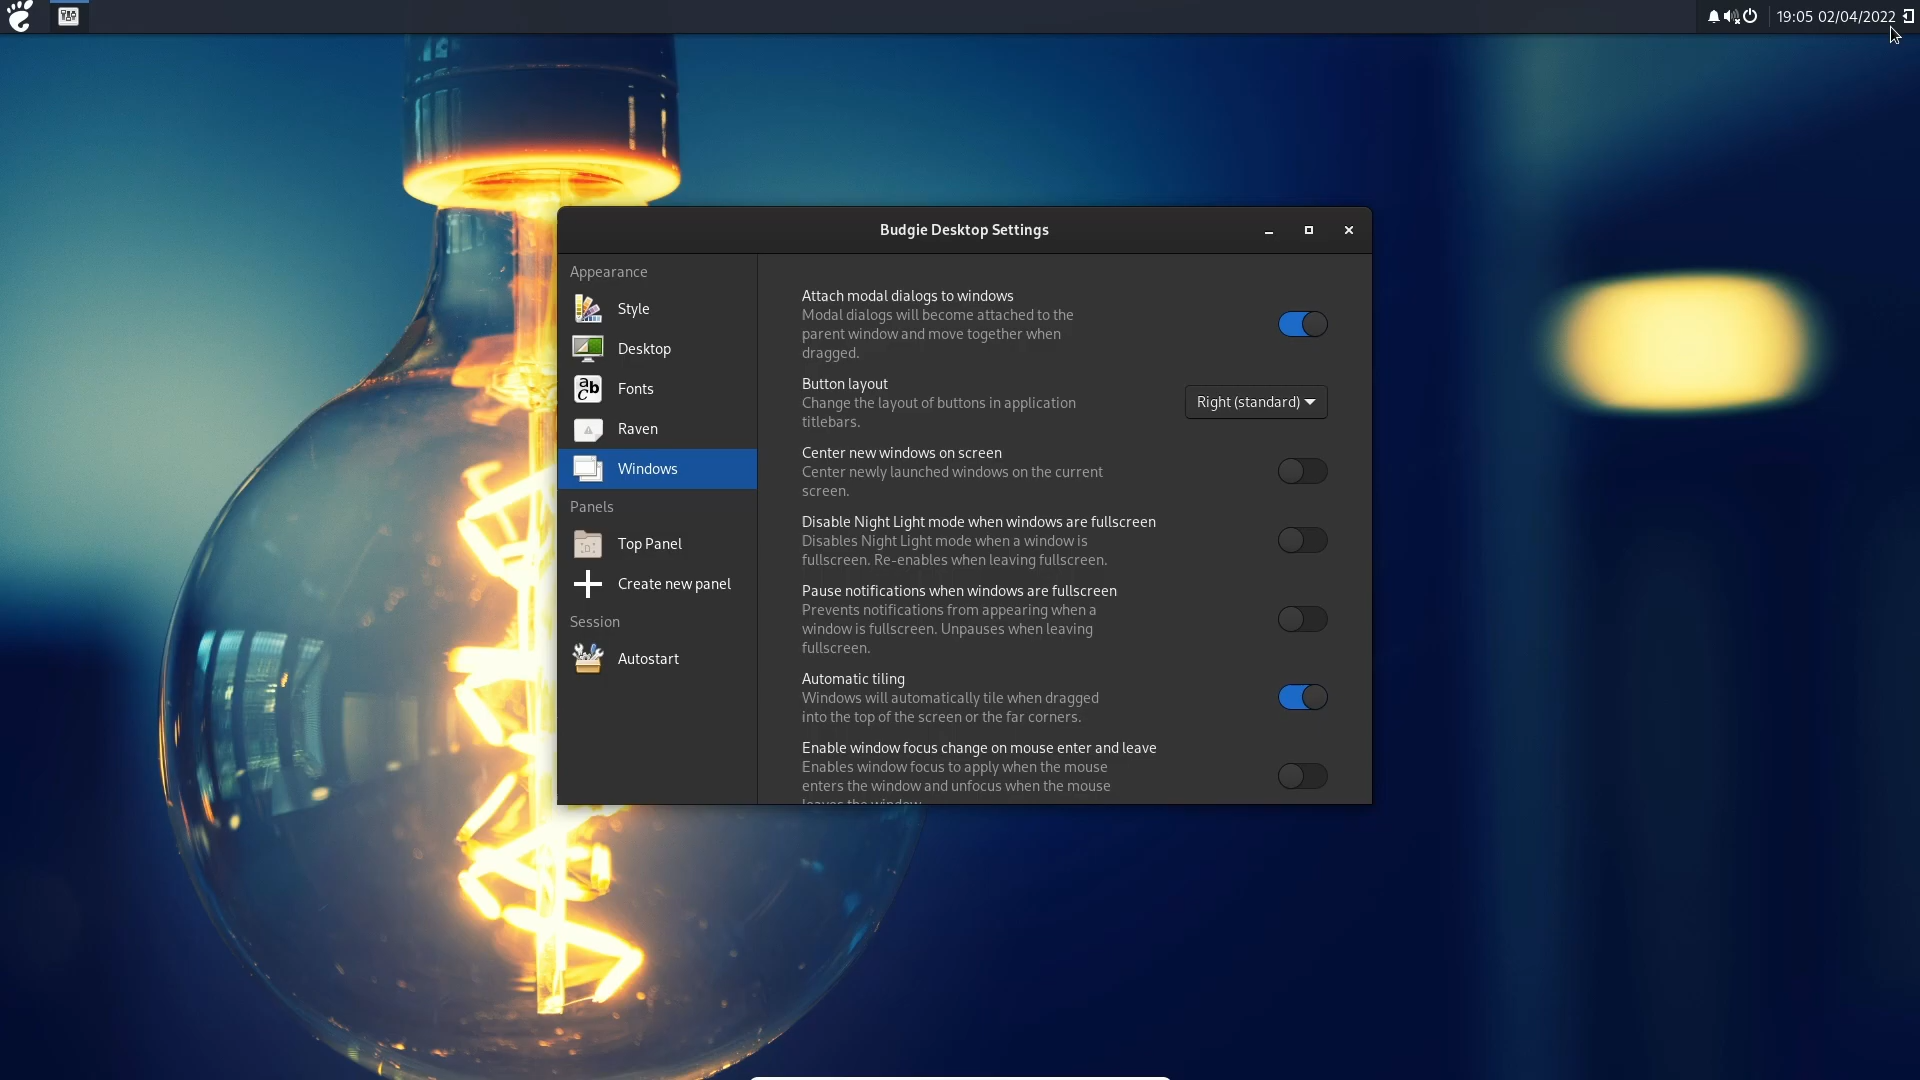 19:05 02/04/2022
Budgie Desktop Settings
Appearance
Style
Desktop
abc
Fonts
Raven
Windows
Panels
Top Panel
Create new panel
Session
Autostart
Attach modal dialogs to windows
Modal dialogs will become attached to the
parent window and move together when
dragged.
Button layout
Change the layout of buttons in application
titlebars.
Right (standard)
Center new windows on screen
Center newly launched windows on the current
screen.
Disable Night Light mode when windows are fullscreen
Disables Night Light mode when a window is
fullscreen. Re-enables when leaving fullscreen.
Pause notifications when windows are fullscreen
Prevents notifications from appearing when a
window is fullscreen. Unpauses when leaving
fullscreen.
Automatic tiling
Windows will automatically tile when dragged
into the top of the screen or the far corners.
Enable window focus change on mouse enter and leave
Enables window focus to apply when the mouse
enters the window and unfocus when the mouse
leaves the window.